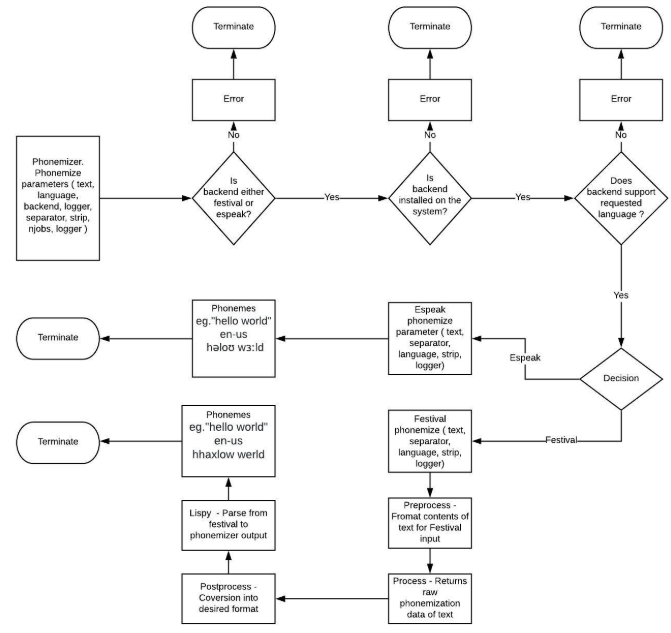 Terminate
Terminate
Terminate
Error
Error
Error
No
No
No
Phonemizer.
Phonemize
parameters ( text,
language,
backend, logger,
separator, strip,
njobs, logger )
Is
backend either
festival or
espeak?
Yes
Is
backend
installed on the
system?
Yes
Does
backend support
requested
language ?
Yes
Terminate
Phonemes
eg."hello world"
en-us
həloʊ wɜːld
Espeak
phonemize
parameter ( text,
separator,
language, strip,
logger)
Espeak
Decision
Terminate
Phonemes
eg."hello world"
en-us
hhaxlow werld
Festival
phonemize ( text,
separator,
language, strip,
logger)
Festival
Lispy - Parse from
festival to
phonemizer output
Preprocess -
Fromat contents of
text for Festival
input
Postprocess -
Coversion into
desired format
Process - Returns
raw
phonemization
data of text